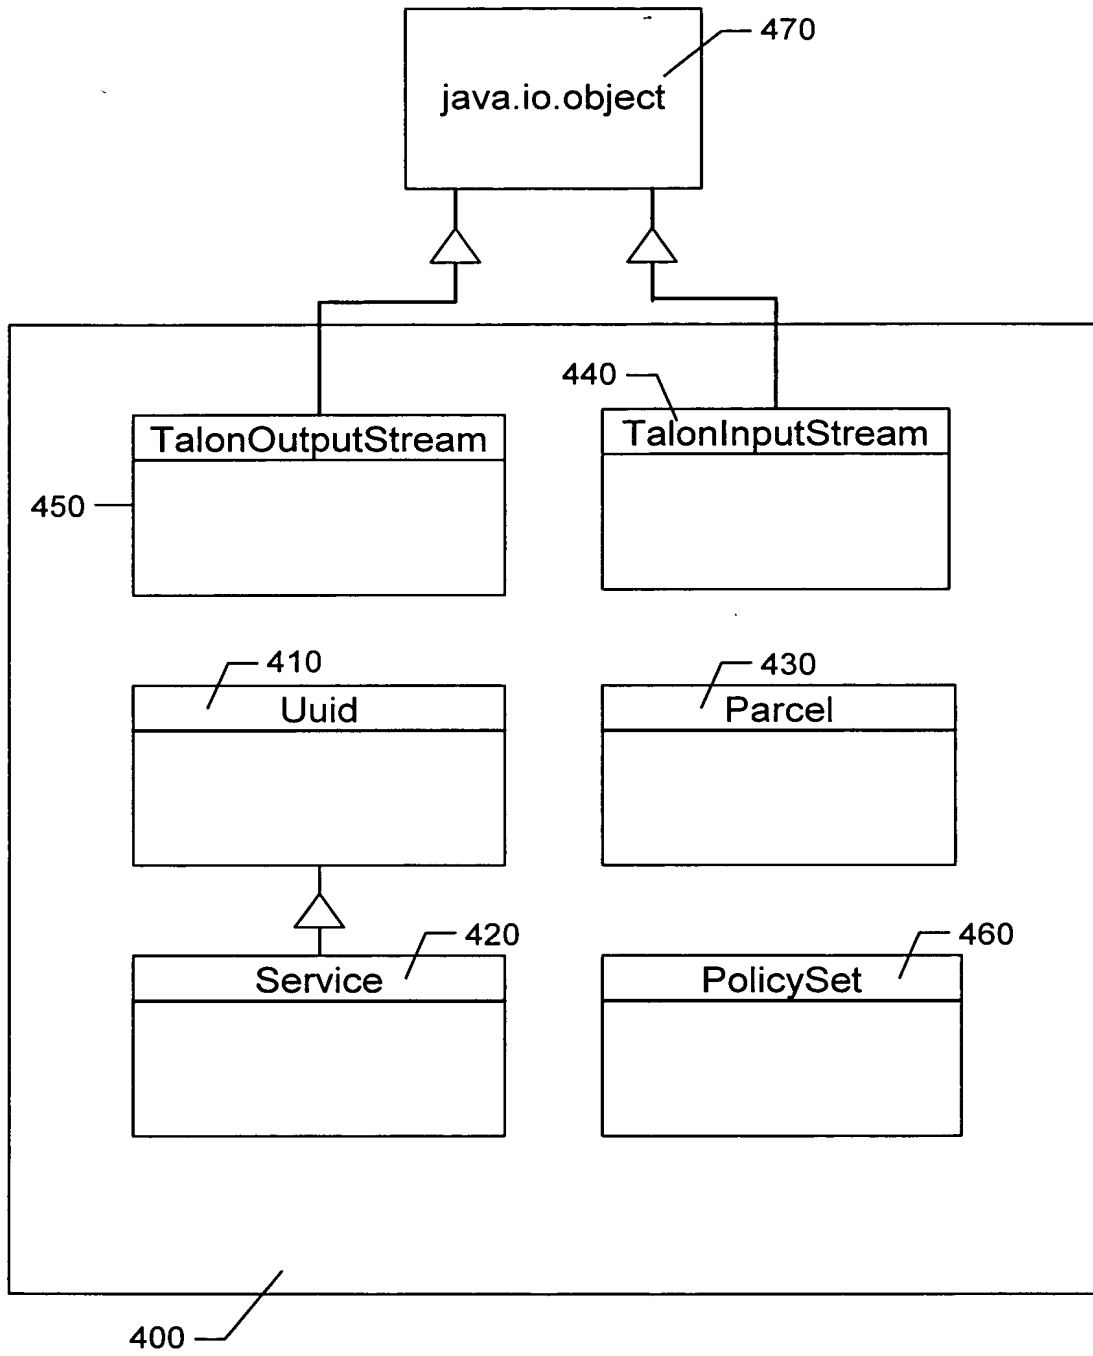 470
java.io.object
440
TalonOutputStream
TalonInputStream
450
410
430
Uuid
Parcel
420
460
Service
PolicySet
400